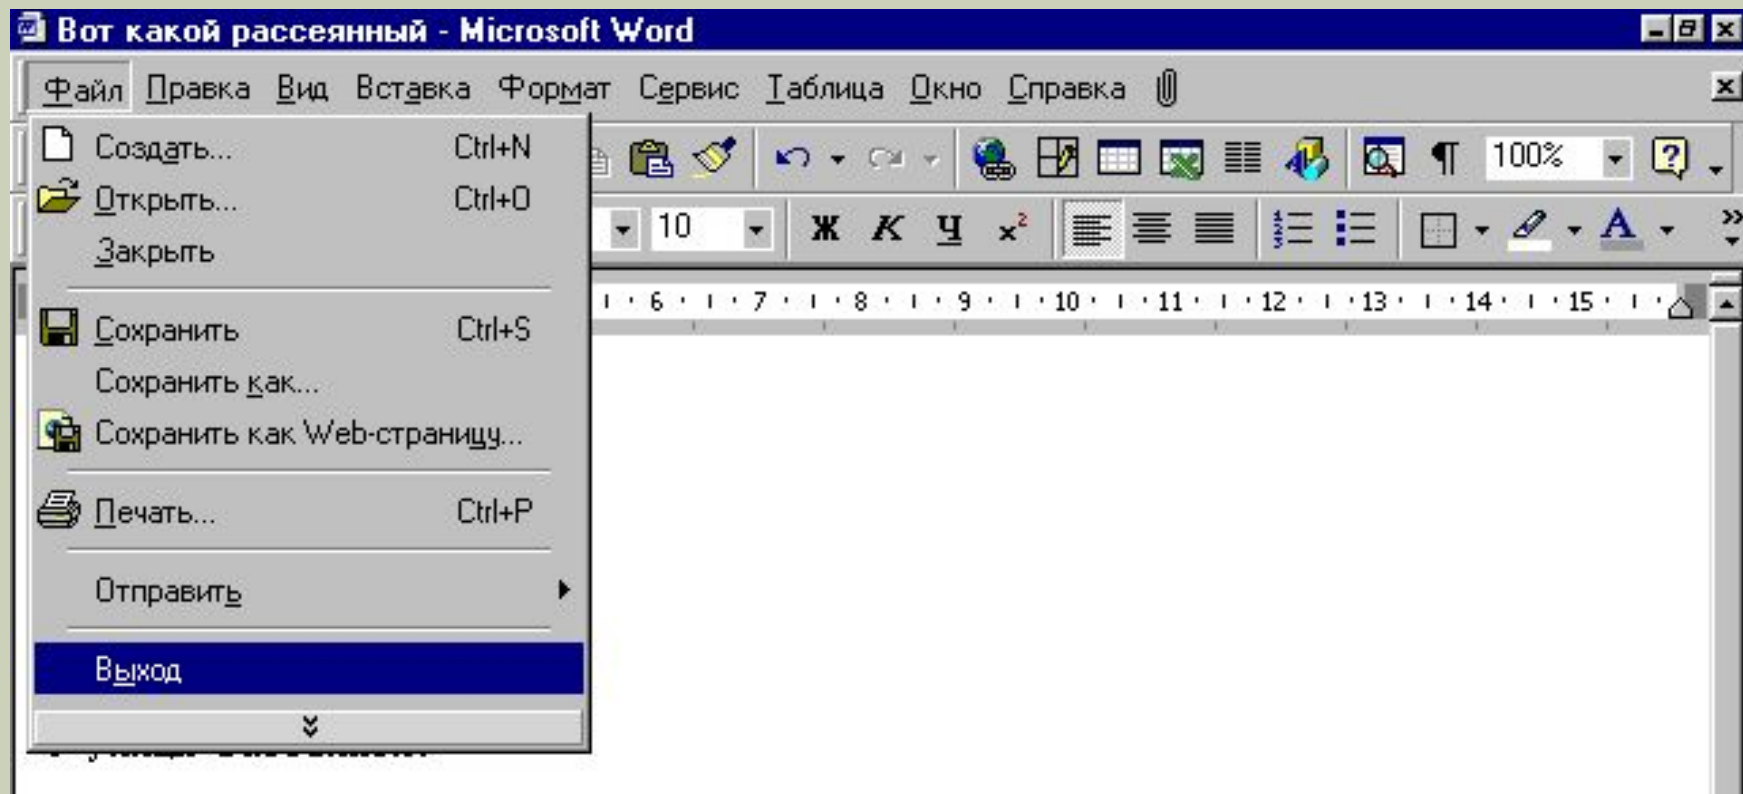 Вот какой рассеянный - Microsoft Word
Файл Правка Вид Вставка Формат Сервис Таблица Окно Справка
Создать... Ctrl+N
100%
Открыть... Ctrl+O
10 Ж К Ч x²
Закрыть
6 7 8 9 10 11 12 13 14 15
Сохранить Ctrl+S
Сохранить как...
Сохранить как Web-страницу...
Печать... Ctrl+P
Отправить
Выход